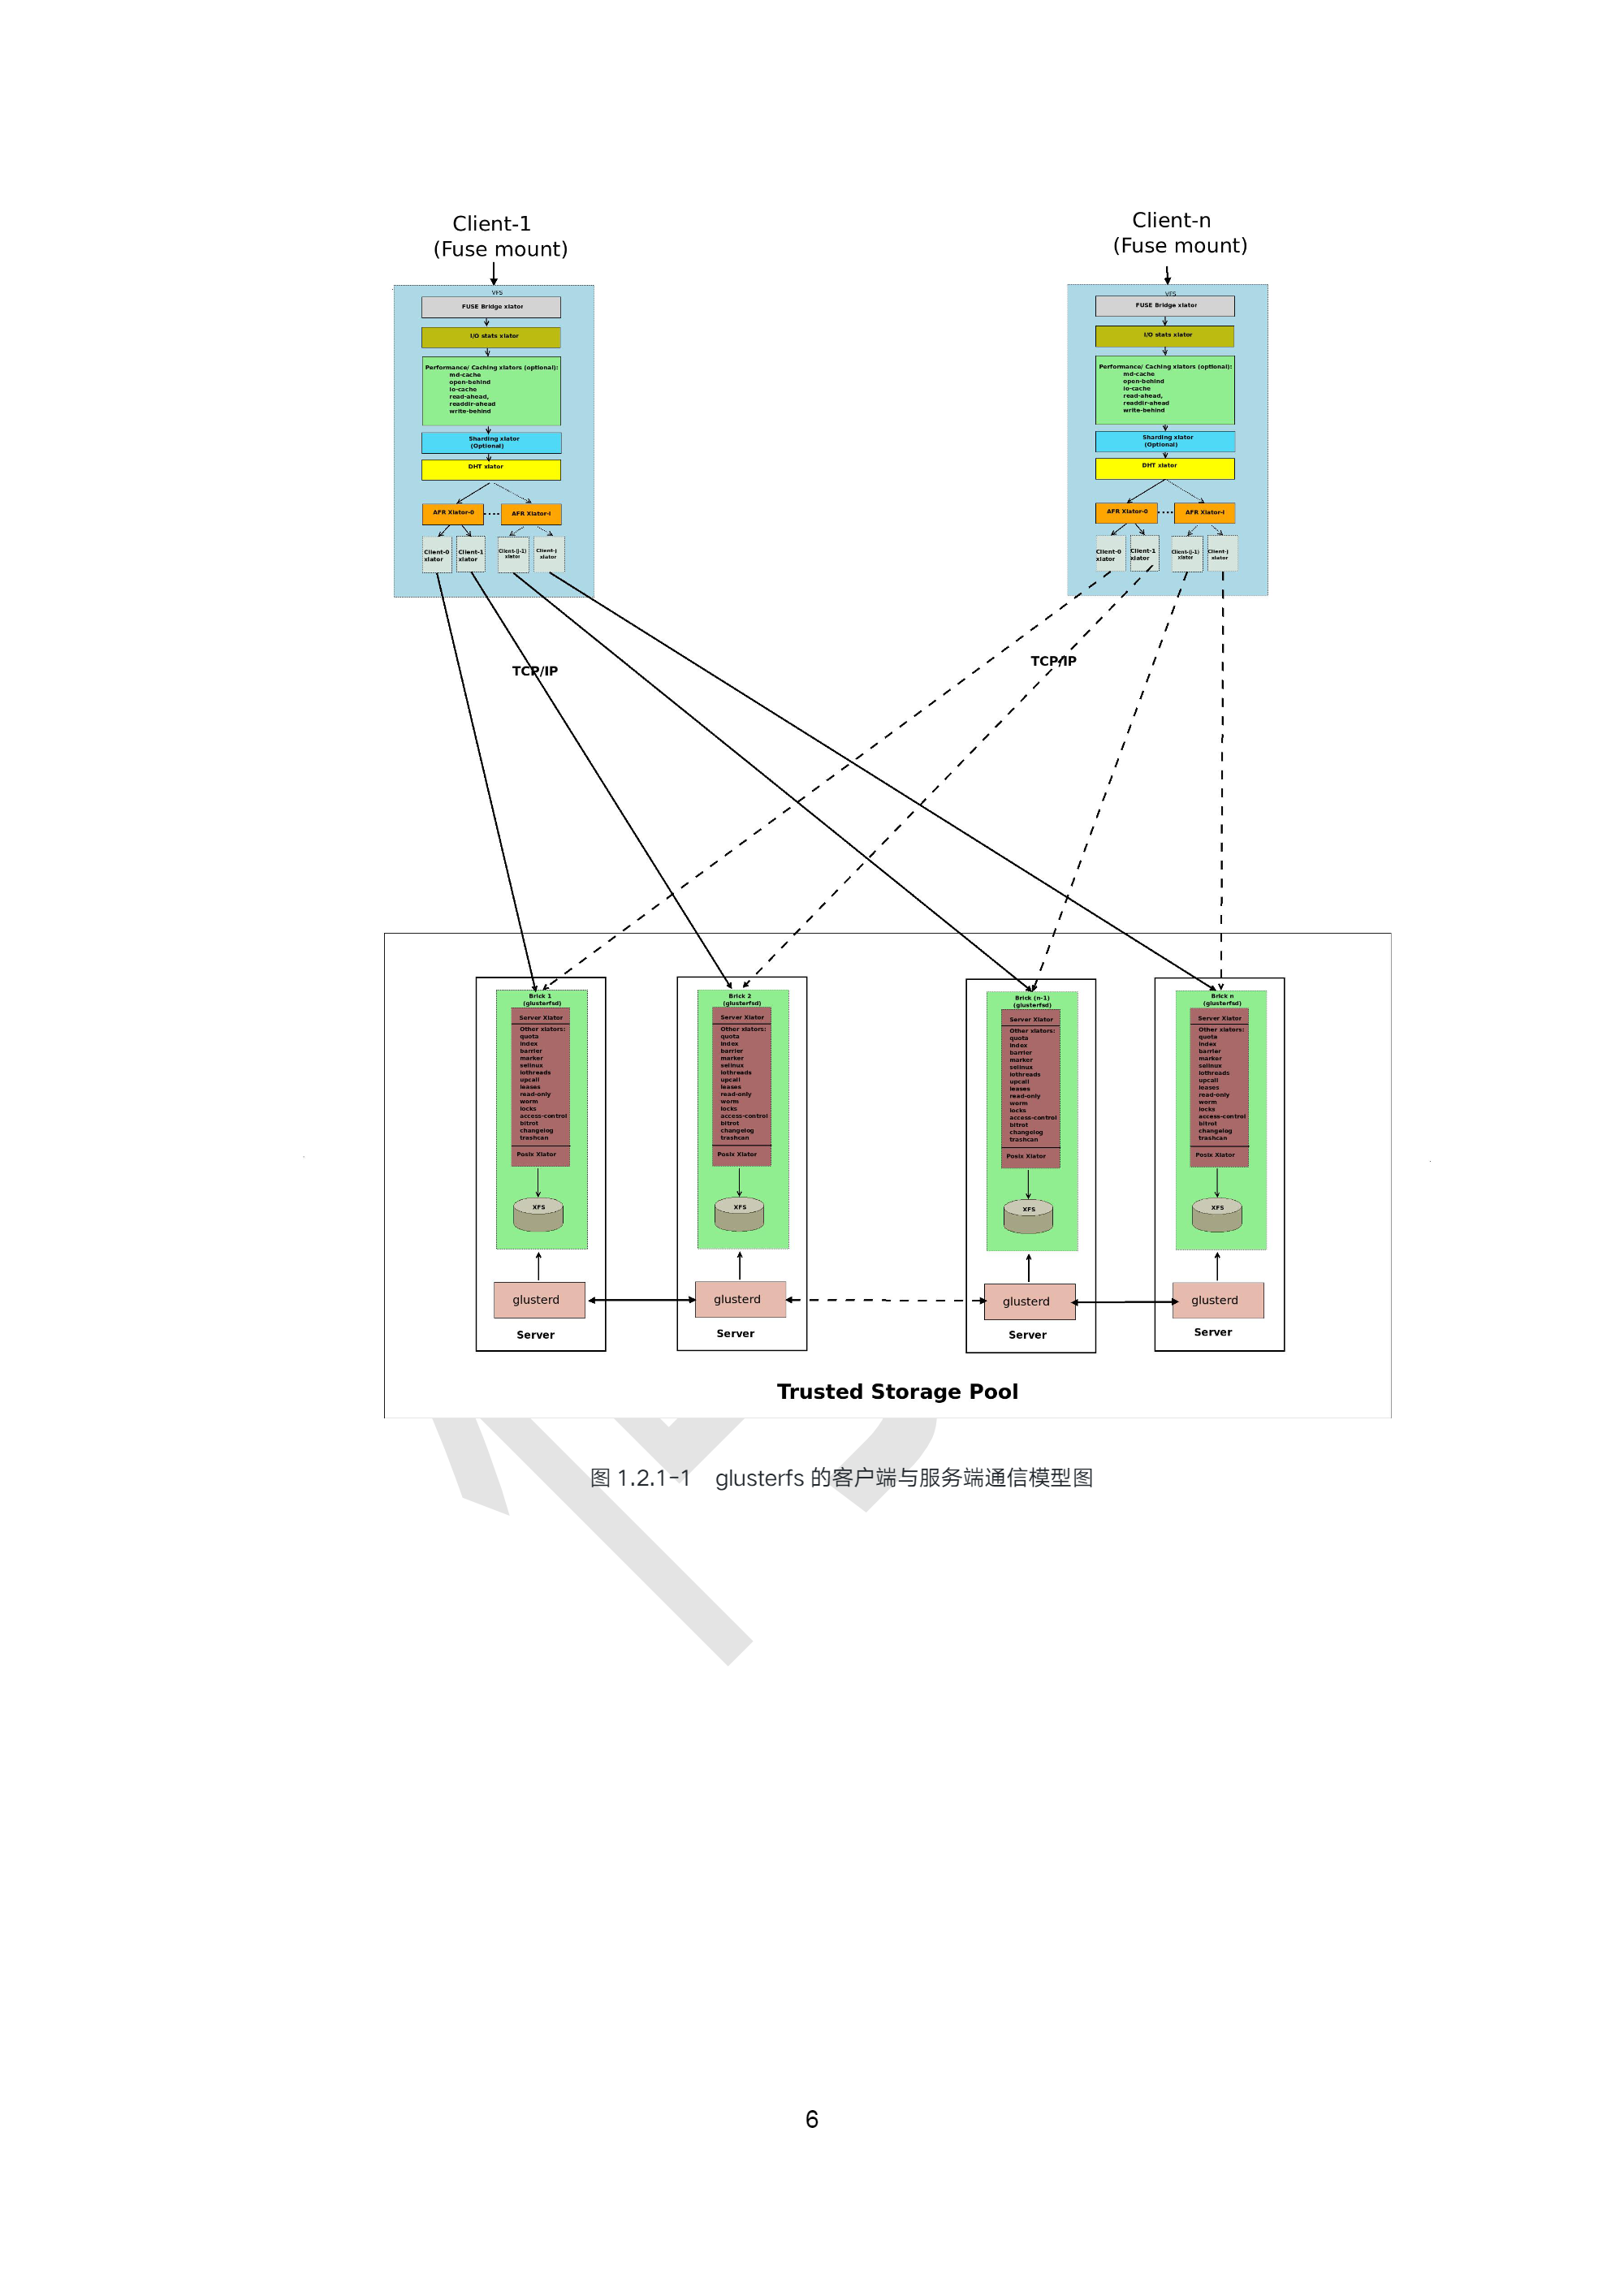 Client-1
(Fuse mount)
VFS
FUSE Bridge xlator
I/O stats xlator
Performance/ Caching xlators (optional):
md-cache
open-behind
io-cache
read-ahead,
readdir-ahead
write-behind
Sharding xlator
(Optional)
DHT xlator
AFR Xlator-0
AFR Xlator-i
Client-0
xlator
Client-1
xlator
Client-(j-1)
xlator
Client-j
xlator
Client-n
(Fuse mount)
VFS
FUSE Bridge xlator
I/O stats xlator
Performance/ Caching xlators (optional):
md-cache
open-behind
io-cache
read-ahead,
readdir-ahead
write-behind
Sharding xlator
(Optional)
DHT xlator
AFR Xlator-0
AFR Xlator-i
Client-0
xlator
Client-1
xlator
Client-(j-1)
xlator
Client-j
xlator
TCP/IP
TCP/IP
Brick 1
(glusterfsd)
Server Xlator
Other xlators:
quota
index
barrier
marker
selinux
iothreads
upcall
leases
read-only
worm
locks
access-control
bitrot
changelog
trashcan
Posix Xlator
XFS
glusterd
Server
Brick 2
(glusterfsd)
Server Xlator
Other xlators:
quota
index
barrier
marker
selinux
iothreads
upcall
leases
read-only
worm
locks
access-control
bitrot
changelog
trashcan
Posix Xlator
XFS
glusterd
Server
Brick (n-1)
(glusterfsd)
Server Xlator
Other xlators:
quota
index
barrier
marker
selinux
iothreads
upcall
leases
read-only
worm
locks
access-control
bitrot
changelog
trashcan
Posix Xlator
XFS
glusterd
Server
Brick n
(glusterfsd)
Server Xlator
Other xlators:
quota
index
barrier
marker
selinux
iothreads
upcall
leases
read-only
worm
locks
access-control
bitrot
changelog
trashcan
Posix Xlator
XFS
glusterd
Server
Trusted Storage Pool
图 1.2.1-1 glusterfs 的客户端与服务端通信模型图
6